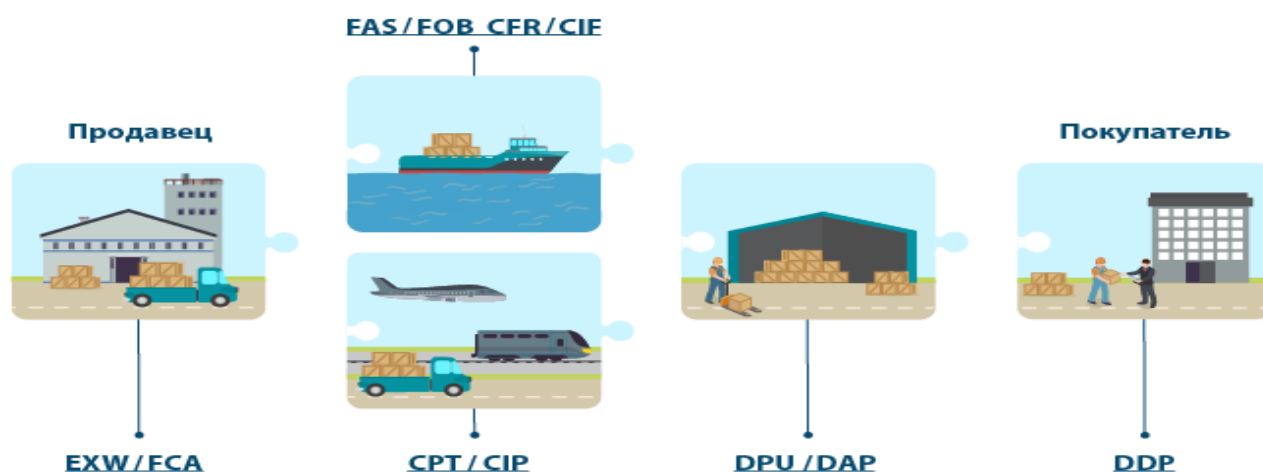 FAS/FOB CFR/CIF
Продавец
Покупатель
EXW/FCA
CPT/CIP
DPU/DAP
DDP